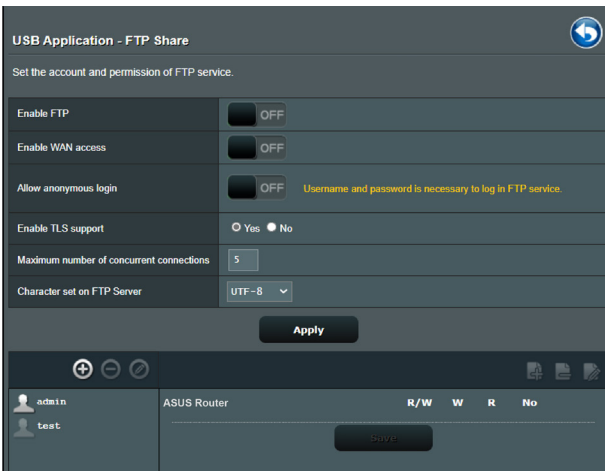 USB Application - FTP Share
Set the account and permission of FTP service.
Enable FTP OFF
Enable WAN access OFF
Allow anonymous login OFF Username and password is necessary to log in FTP service.
Enable TLS support Yes No
Maximum number of concurrent connections 5
Character set on FTP Server UTF-8
Apply
admin ASUS Router R/W W R No
test
Save